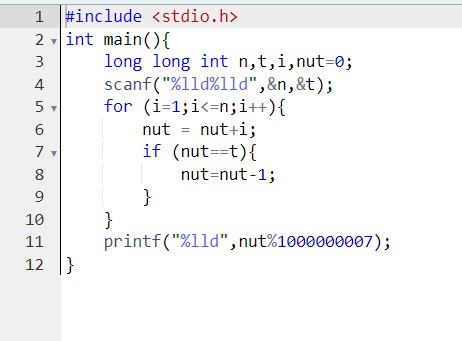 1 #include <stdio.h>
2 int main(){
3     long long int n,t,i,nut=0;
4     scanf("%lld%lld",&n,&t);
5     for (i=1;i<=n;i++){
6         nut = nut+i;
7         if (nut==t){
8             nut=nut-1;
9         }
10     }
11     printf("%lld",nut%1000000007);
12 }